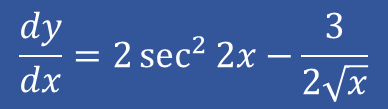 dy/dx = 2 sec² 2x − 3/(2√x)